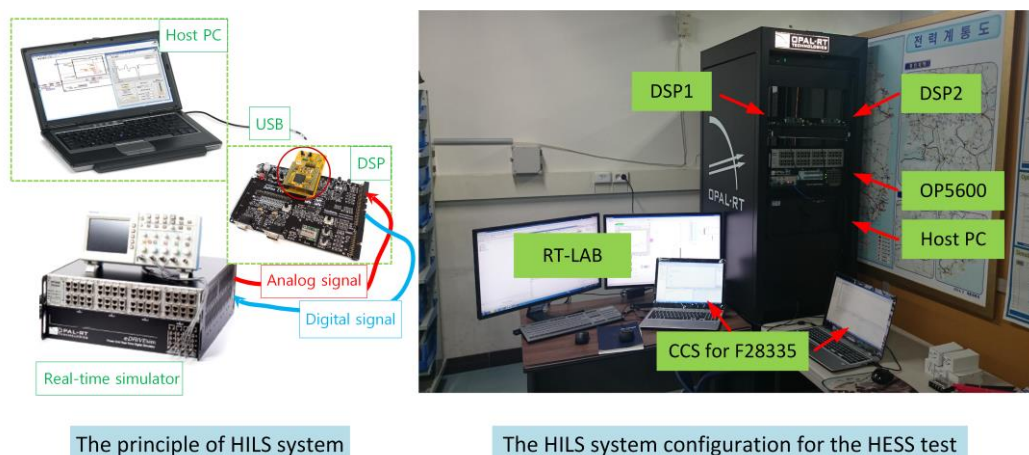 Host PC
USB
DSP
Analog signal
Digital signal
OPAL-RT
Real-time simulator
The principle of HILS system
OPAL-RT
TECHNOLOGIES
전력계통도
DSP1
DSP2
OPAL-RT
OP5600
Host PC
RT-LAB
CCS for F28335
The HILS system configuration for the HESS test